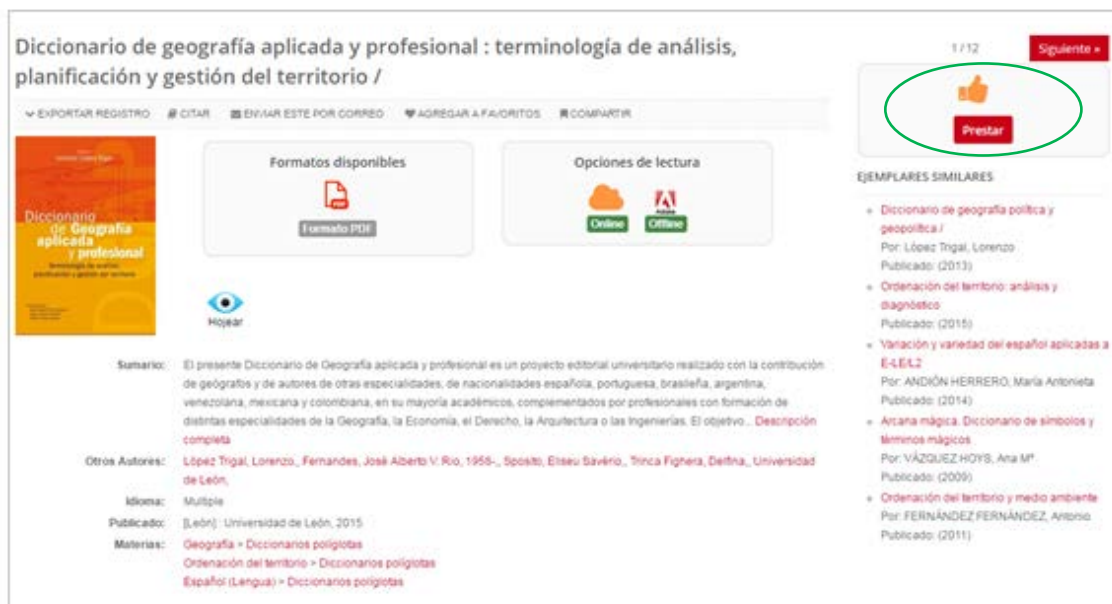 Diccionario de geografía aplicada y profesional : terminología de análisis,
planificación y gestión del territorio /
1 / 12
Siguiente »
EXPORTAR REGISTRO CITAR ENVIAR ESTE POR CORREO AGREGAR A FAVORITOS COMPARTIR
Prestar
Diccionario
de Geografía
aplicada
y profesional
Terminología de análisis,
planificación y gestión del territorio
Formatos disponibles
PDF
Formato PDF
Opciones de lectura
Adobe
Online
Offline
Hojear
Sumario: El presente Diccionario de Geografía aplicada y profesional es un proyecto editorial universitario realizado con la contribución
de geógrafos y de autores de otras especialidades, de nacionalidades española, portuguesa, brasileña, argentina,
venezolana, mexicana y colombiana, en su mayoría académicos, complementados por profesionales con formación de
distintas especialidades de la Geografía, la Economía, el Derecho, la Arquitectura o las Ingenierías. El objetivo... Descripción
completa
Otros Autores: López Trigal, Lorenzo,, Fernandes, José Alberto V. Rio, 1958-,, Sposito, Eliseu Savério,, Trinca Fighera, Delfina,, Universidad
de León,
Idioma: Multiple
Publicado: [León] : Universidad de León, 2015
Materias: Geografía > Diccionarios políglotas
Ordenación del territorio > Diccionarios políglotas
Español (Lengua) > Diccionarios políglotas
EJEMPLARES SIMILARES
Diccionario de geografía política y
geopolítica /
Por: López Trigal, Lorenzo
Publicado: (2013)
Ordenación del territorio: análisis y
diagnóstico
Publicado: (2015)
Variación y variedad del español aplicadas a
E-LE/L2
Por: ANDIÓN HERRERO, María Antonieta
Publicado: (2014)
Arcana mágica. Diccionario de símbolos y
términos mágicos
Por: VÁZQUEZ HOYS, Ana Mª
Publicado: (2009)
Ordenación del territorio y medio ambiente
Por: FERNÁNDEZ FERNÁNDEZ, Antonio
Publicado: (2011)